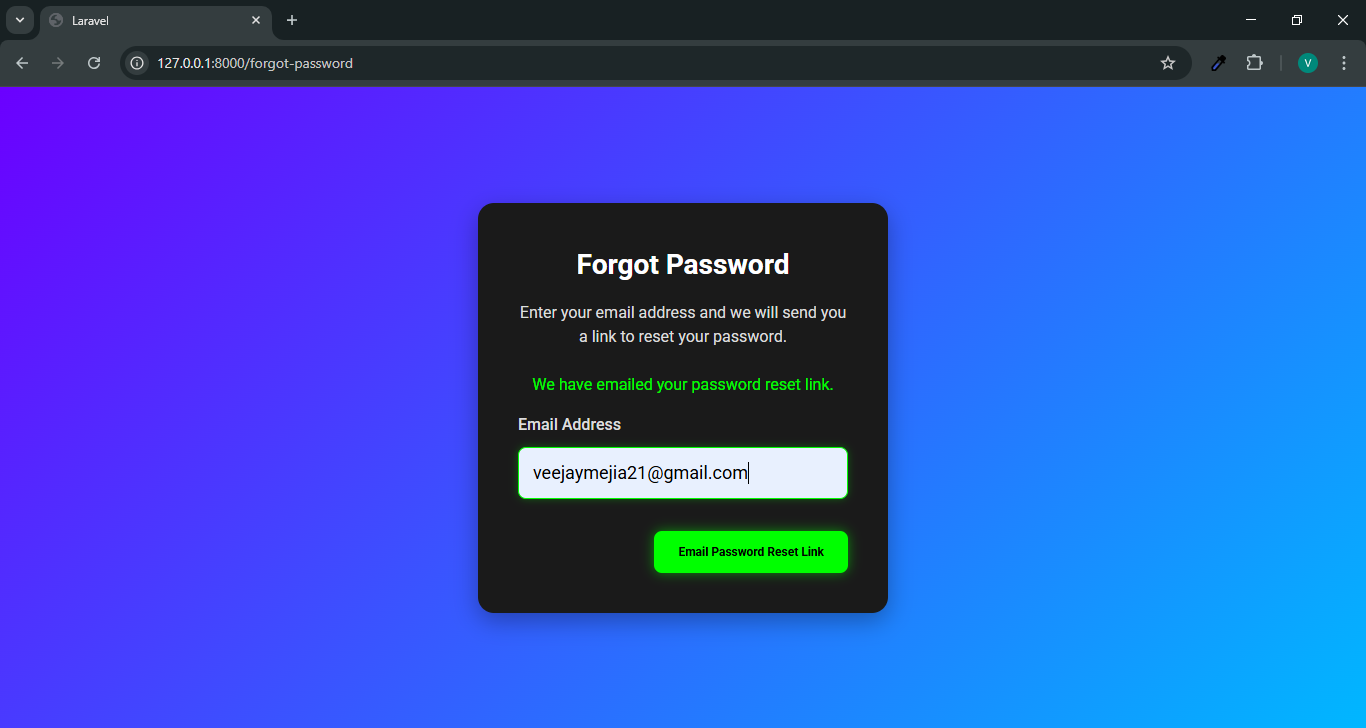 Laravel
127.0.0.1:8000/forgot-password
V
Forgot Password
Enter your email address and we will send you
a link to reset your password.
We have emailed your password reset link.
Email Address
veejaymejia21@gmail.com
Email Password Reset Link